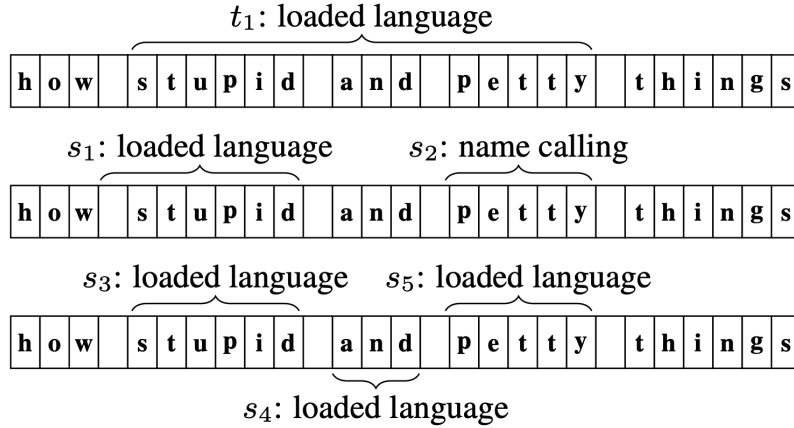 t₁: loaded language
how stupid and petty things
s₁: loaded language s₂: name calling
how stupid and petty things
s₃: loaded language s₅: loaded language
how stupid and petty things
s₄: loaded language